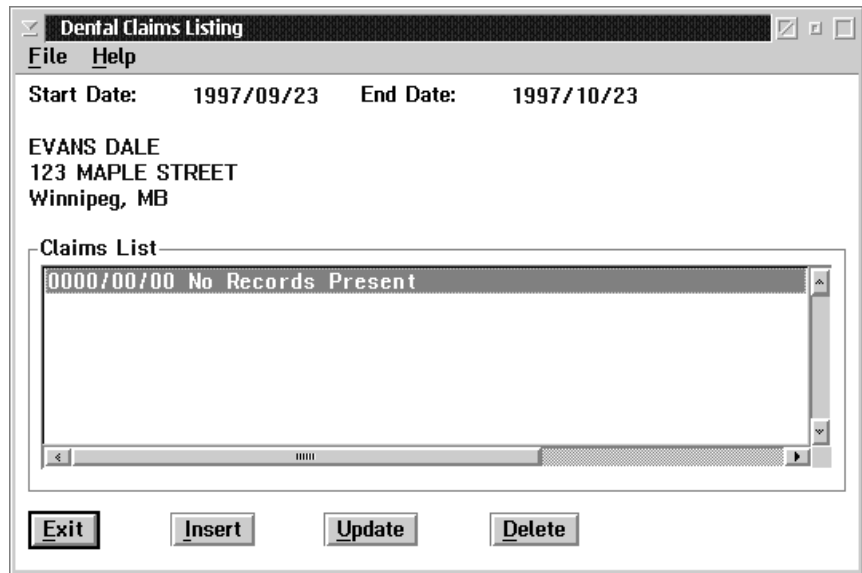 Dental Claims Listing
File Help
Start Date: 1997/09/23 End Date: 1997/10/23
EVANS DALE
123 MAPLE STREET
Winnipeg, MB
Claims List
0000/00/00 No Records Present
Exit Insert Update Delete